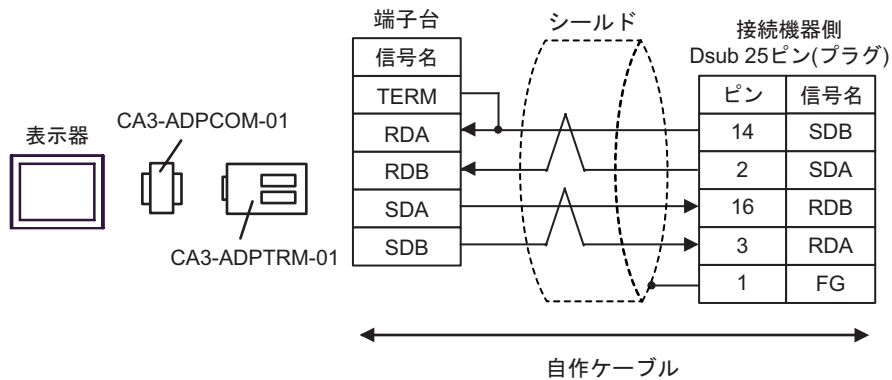 端子台
シールド
接続機器側
Dsub 25ピン(プラグ)
信号名
TERM
RDA
RDB
SDA
SDB
ピン 信号名
14 SDB
2 SDA
16 RDB
3 RDA
1 FG
表示器
CA3-ADPCOM-01
CA3-ADPTRM-01
自作ケーブル